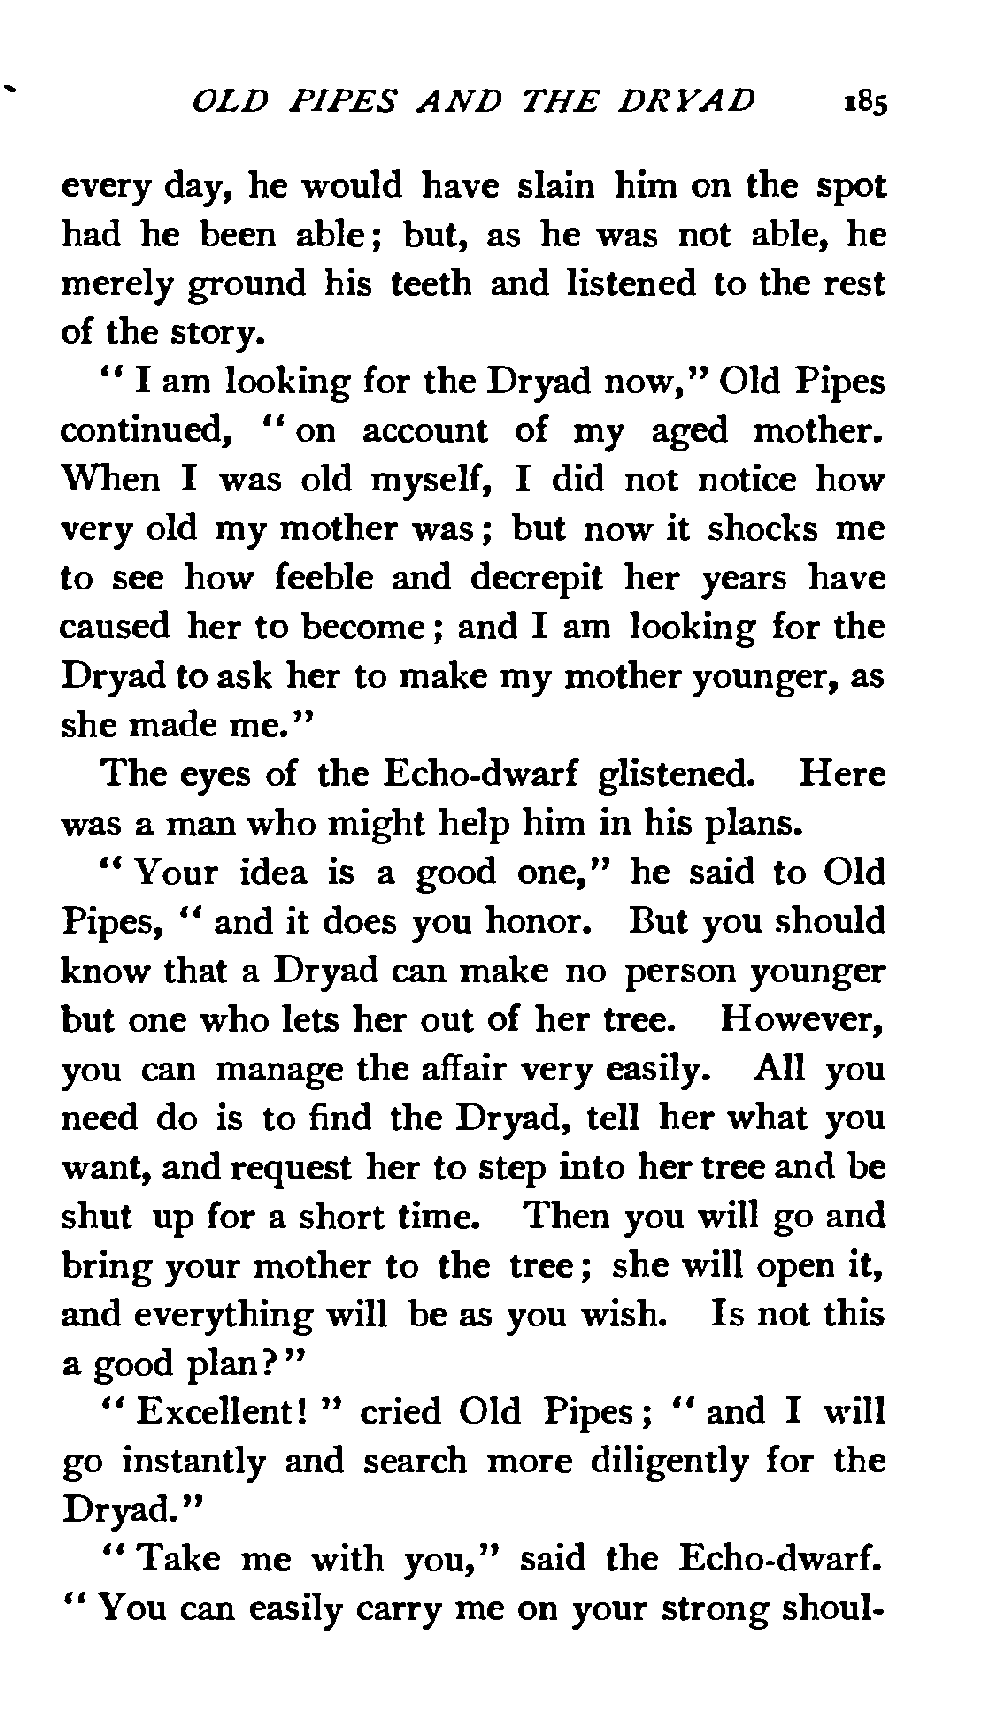 OLD PIPES AND THE DRYAD 185
every day, he would have slain him on the spot
had he been able; but, as he was not able, he
merely ground his teeth and listened to the rest
of the story.
"I am looking for the Dryad now," Old Pipes
continued, "on account of my aged mother.
When I was old myself, I did not notice how
very old my mother was; but now it shocks me
to see how feeble and decrepit her years have
caused her to become; and I am looking for the
Dryad to ask her to make my mother younger, as
she made me."
The eyes of the Echo-dwarf glistened. Here
was a man who might help him in his plans.
"Your idea is a good one," he said to Old
Pipes, "and it does you honor. But you should
know that a Dryad can make no person younger
but one who lets her out of her tree. However,
you can manage the affair very easily. All you
need do is to find the Dryad, tell her what you
want, and request her to step into her tree and be
shut up for a short time. Then you will go and
bring your mother to the tree; she will open it,
and everything will be as you wish. Is not this
a good plan?"
"Excellent!" cried Old Pipes; "and I will
go instantly and search more diligently for the
Dryad."
"Take me with you," said the Echo-dwarf.
"You can easily carry me on your strong shoul-